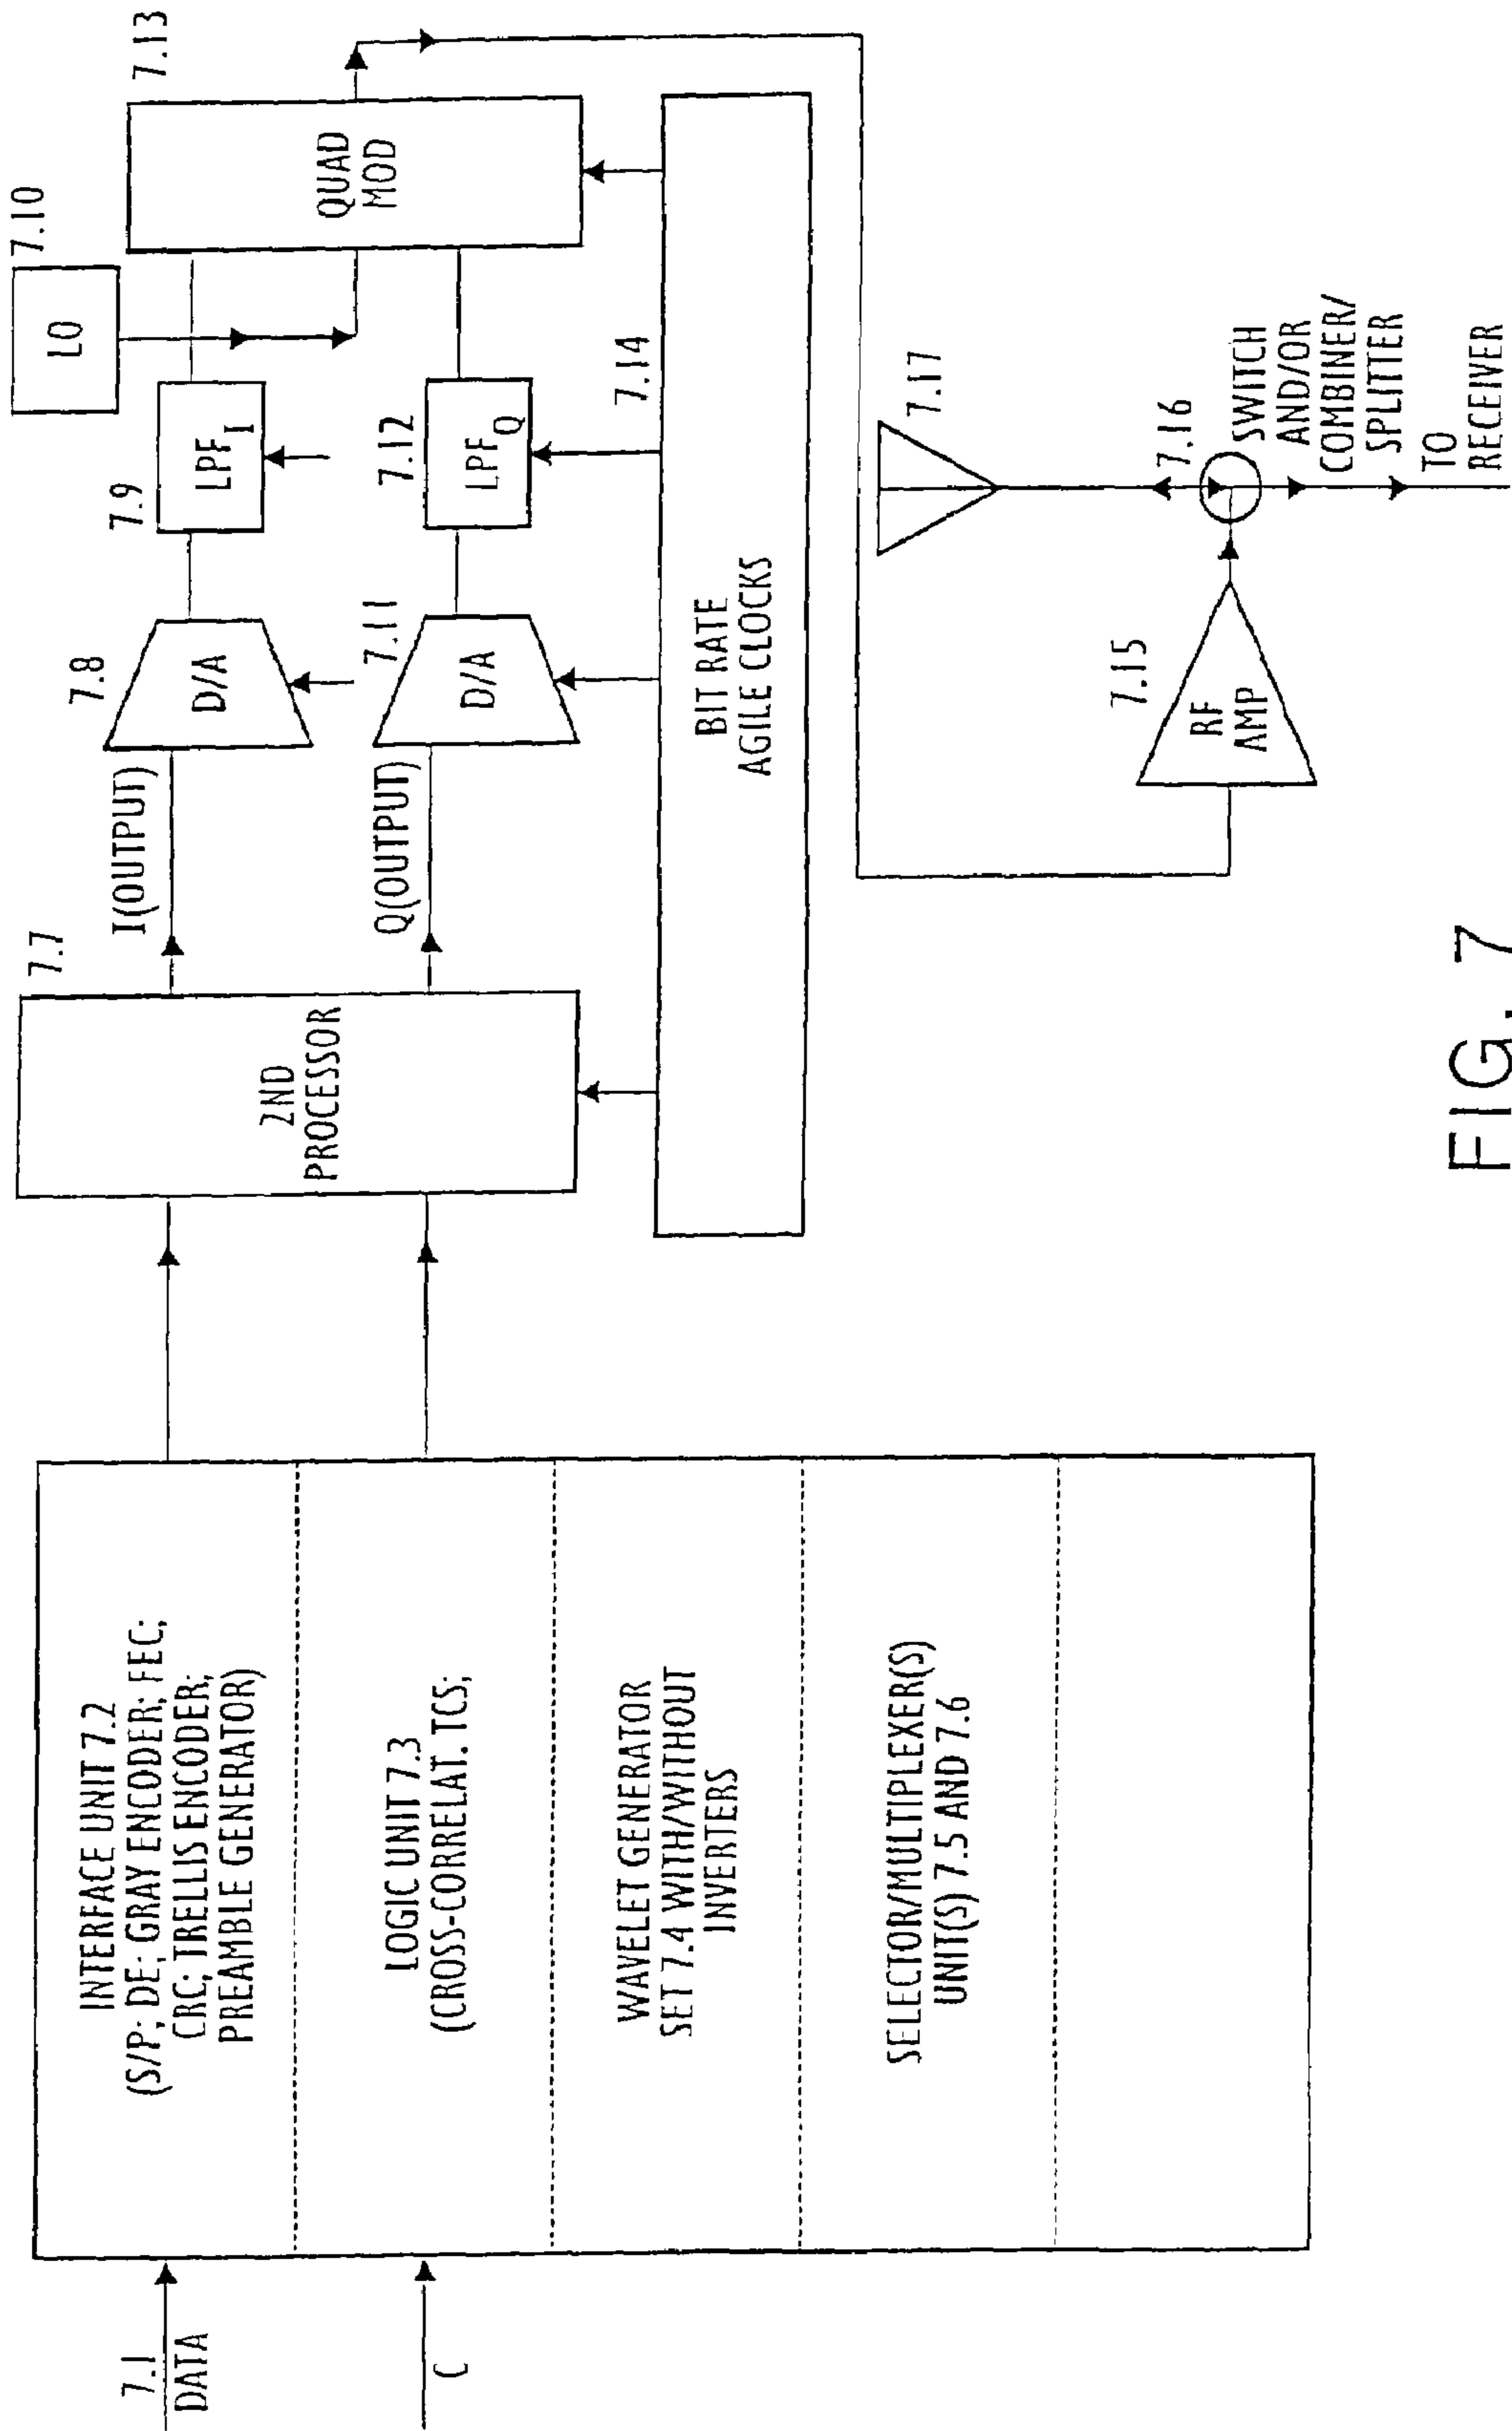 7.1
DATA
C
INTERFACE UNIT 7.2
(S/P; DE; GRAY ENCODER; FEC;
CRC; TRELLIS ENCODER;
PREAMBLE GENERATOR)
LOGIC UNIT 7.3
(CROSS-CORRELAT. TCS;
WAVELET GENERATOR
SET 7.4 WITH/WITHOUT
INVERTERS
SELECTOR/MULTIPLEXER(S)
UNIT(S) 7.5 AND 7.6
7.7
2ND
PROCESSOR
I(OUTPUT)
Q(OUTPUT)
7.8
D/A
7.11
D/A
7.9
LPF I
7.12
LPF Q
7.10
LO
7.13
QUAD
MOD
7.14
BIT RATE
AGILE CLOCKS
7.15
RF
AMP
7.17
7.16
SWITCH
AND/OR
COMBINER/
SPLITTER
TO
RECEIVER
FIG. 7